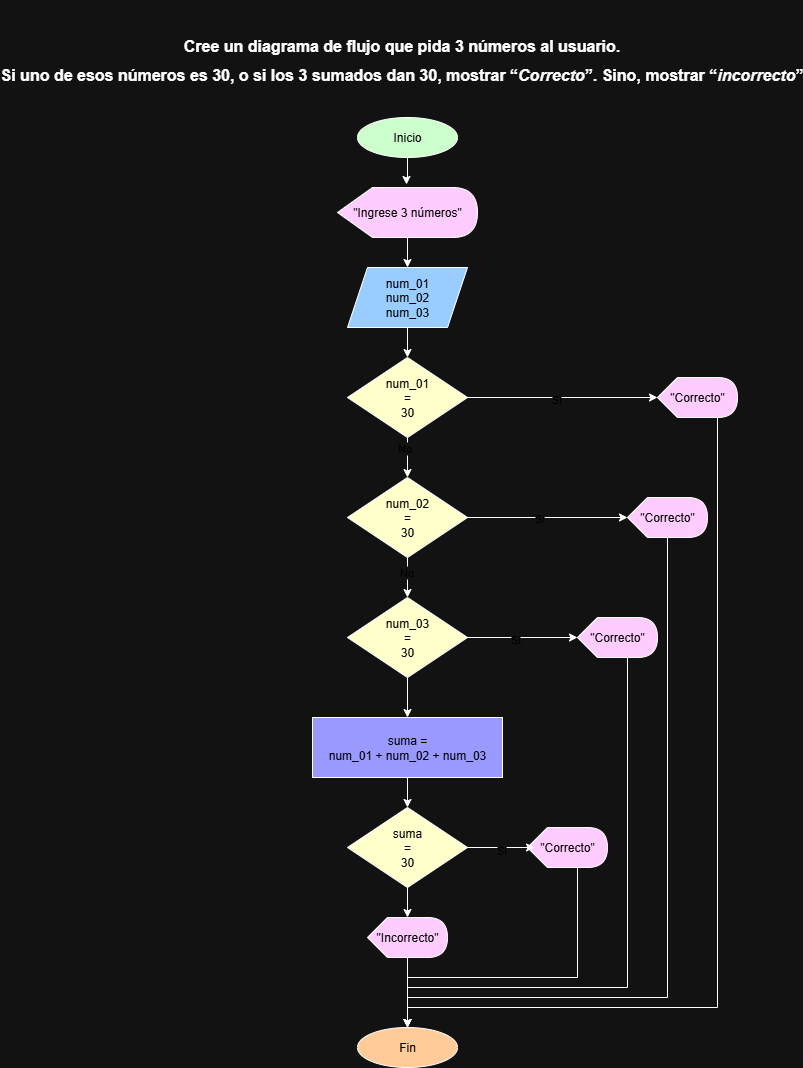 Cree un diagrama de flujo que pida 3 números al usuario.
Si uno de esos números es 30, o si los 3 sumados dan 30, mostrar “Correcto”. Sino, mostrar “incorrecto”
Inicio
"Ingrese 3 números"
num_01
num_02
num_03
num_01
=
30
Si
"Correcto"
No
num_02
=
30
Si
"Correcto"
No
num_03
=
30
Si
"Correcto"
suma =
num_01 + num_02 + num_03
suma
=
30
Si
"Correcto"
"Incorrecto"
Fin